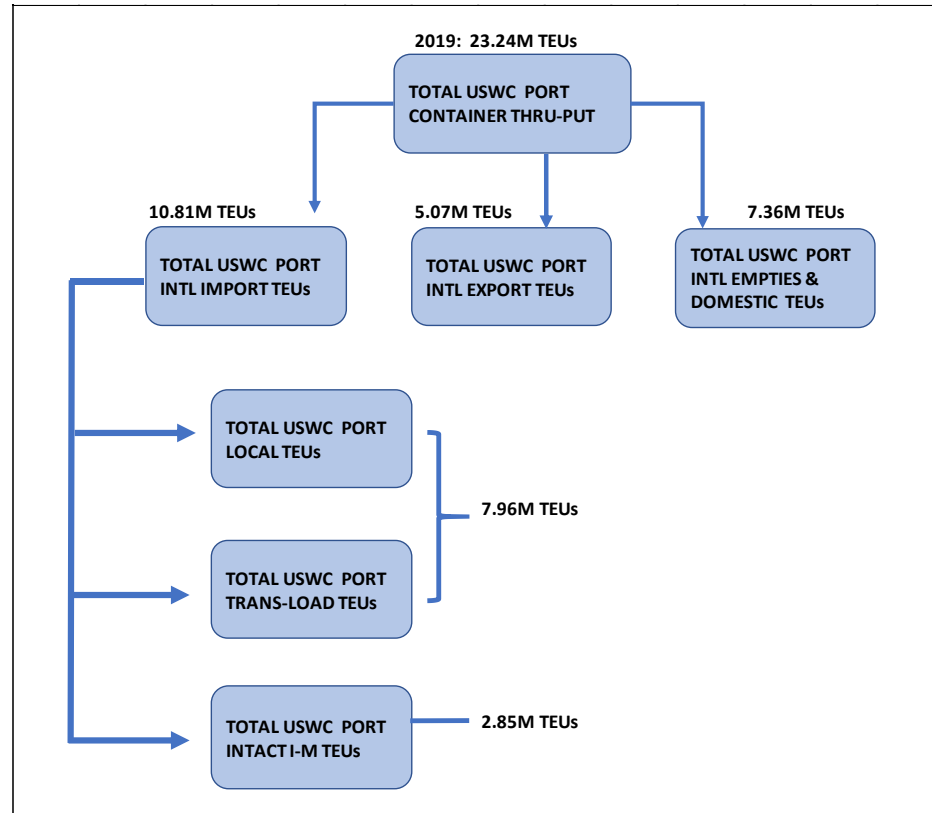 2019: 23.24M TEUs
TOTAL USWC PORT
CONTAINER THRU-PUT
10.81M TEUs
5.07M TEUs
7.36M TEUs
TOTAL USWC PORT
INTL IMPORT TEUs
TOTAL USWC PORT
INTL EXPORT TEUs
TOTAL USWC PORT
INTL EMPTIES &
DOMESTIC TEUs
TOTAL USWC PORT
LOCAL TEUs
7.96M TEUs
TOTAL USWC PORT
TRANS-LOAD TEUs
TOTAL USWC PORT
INTACT I-M TEUs
2.85M TEUs